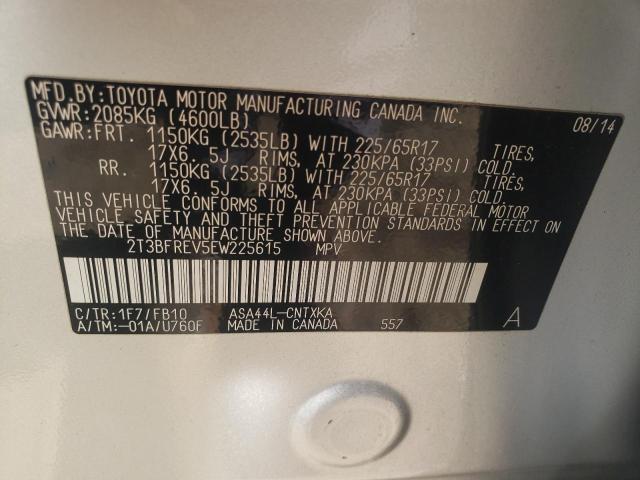 MFD.BY:TOYOTA MOTOR MANUFACTURING CANADA INC. 08/14
GVWR:2085KG (4600LB)
GAWR:FRT. 1150KG (2535LB) WITH 225/65R17 TIRES,
17X6. 5J RIMS, AT 230KPA (33PSI) COLD.
RR. 1150KG (2535LB) WITH 225/65R17 TIRES,
17X6. 5J RIMS, AT 230KPA (33PSI) COLD.
THIS VEHICLE CONFORMS TO ALL APPLICABLE FEDERAL MOTOR
VEHICLE SAFETY AND THEFT PREVENTION STANDARDS IN EFFECT ON
THE DATE OF MANUFACTURE SHOWN ABOVE.
2T3BFREV5EW225615 MPV
C/TR:1F7/FB10 ASA44L-CNTXKA
A/TM:-01A/U760F MADE IN CANADA 557 A